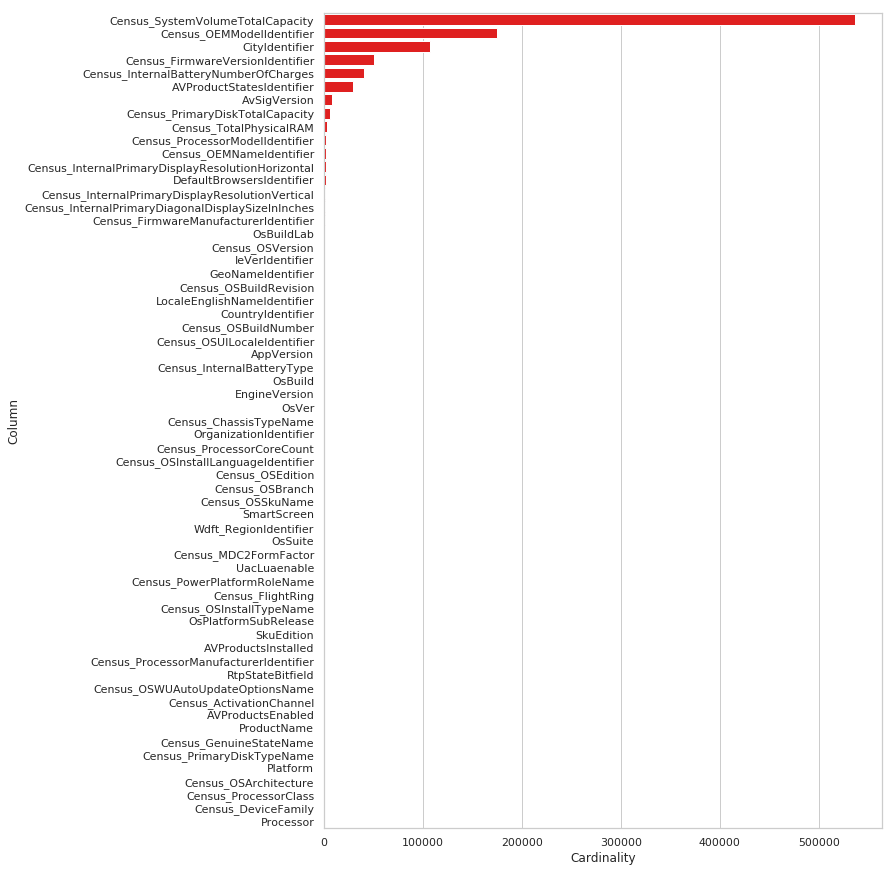 Census_SystemVolumeTotalCapacity
Census_OEMModelIdentifier
CityIdentifier
Census_FirmwareVersionIdentifier
Census_InternalBatteryNumberOfCharges
AVProductStatesIdentifier
AvSigVersion
Census_PrimaryDiskTotalCapacity
Census_TotalPhysicalRAM
Census_ProcessorModelIdentifier
Census_OEMNameIdentifier
Census_InternalPrimaryDisplayResolutionHorizontal
DefaultBrowsersIdentifier
Census_InternalPrimaryDisplayResolutionVertical
Census_InternalPrimaryDiagonalDisplaySizeInInches
Census_FirmwareManufacturerIdentifier
OsBuildLab
Census_OSVersion
IeVerIdentifier
GeoNameIdentifier
Census_OSBuildRevision
LocaleEnglishNameIdentifier
CountryIdentifier
Census_OSBuildNumber
Census_OSUILocaleIdentifier
AppVersion
Census_InternalBatteryType
OsBuild
EngineVersion
OsVer
Census_ChassisTypeName
OrganizationIdentifier
Census_ProcessorCoreCount
Census_OSInstallLanguageIdentifier
Census_OSEdition
Census_OSBranch
Census_OSSkuName
SmartScreen
Wdft_RegionIdentifier
OsSuite
Census_MDC2FormFactor
UacLuaenable
Census_PowerPlatformRoleName
Census_FlightRing
Census_OSInstallTypeName
OsPlatformSubRelease
SkuEdition
AVProductsInstalled
Census_ProcessorManufacturerIdentifier
RtpStateBitfield
Census_OSWUAutoUpdateOptionsName
Census_ActivationChannel
AVProductsEnabled
ProductName
Census_GenuineStateName
Census_PrimaryDiskTypeName
Platform
Census_OSArchitecture
Census_ProcessorClass
Census_DeviceFamily
Processor
Column
0 100000 200000 300000 400000 500000
Cardinality